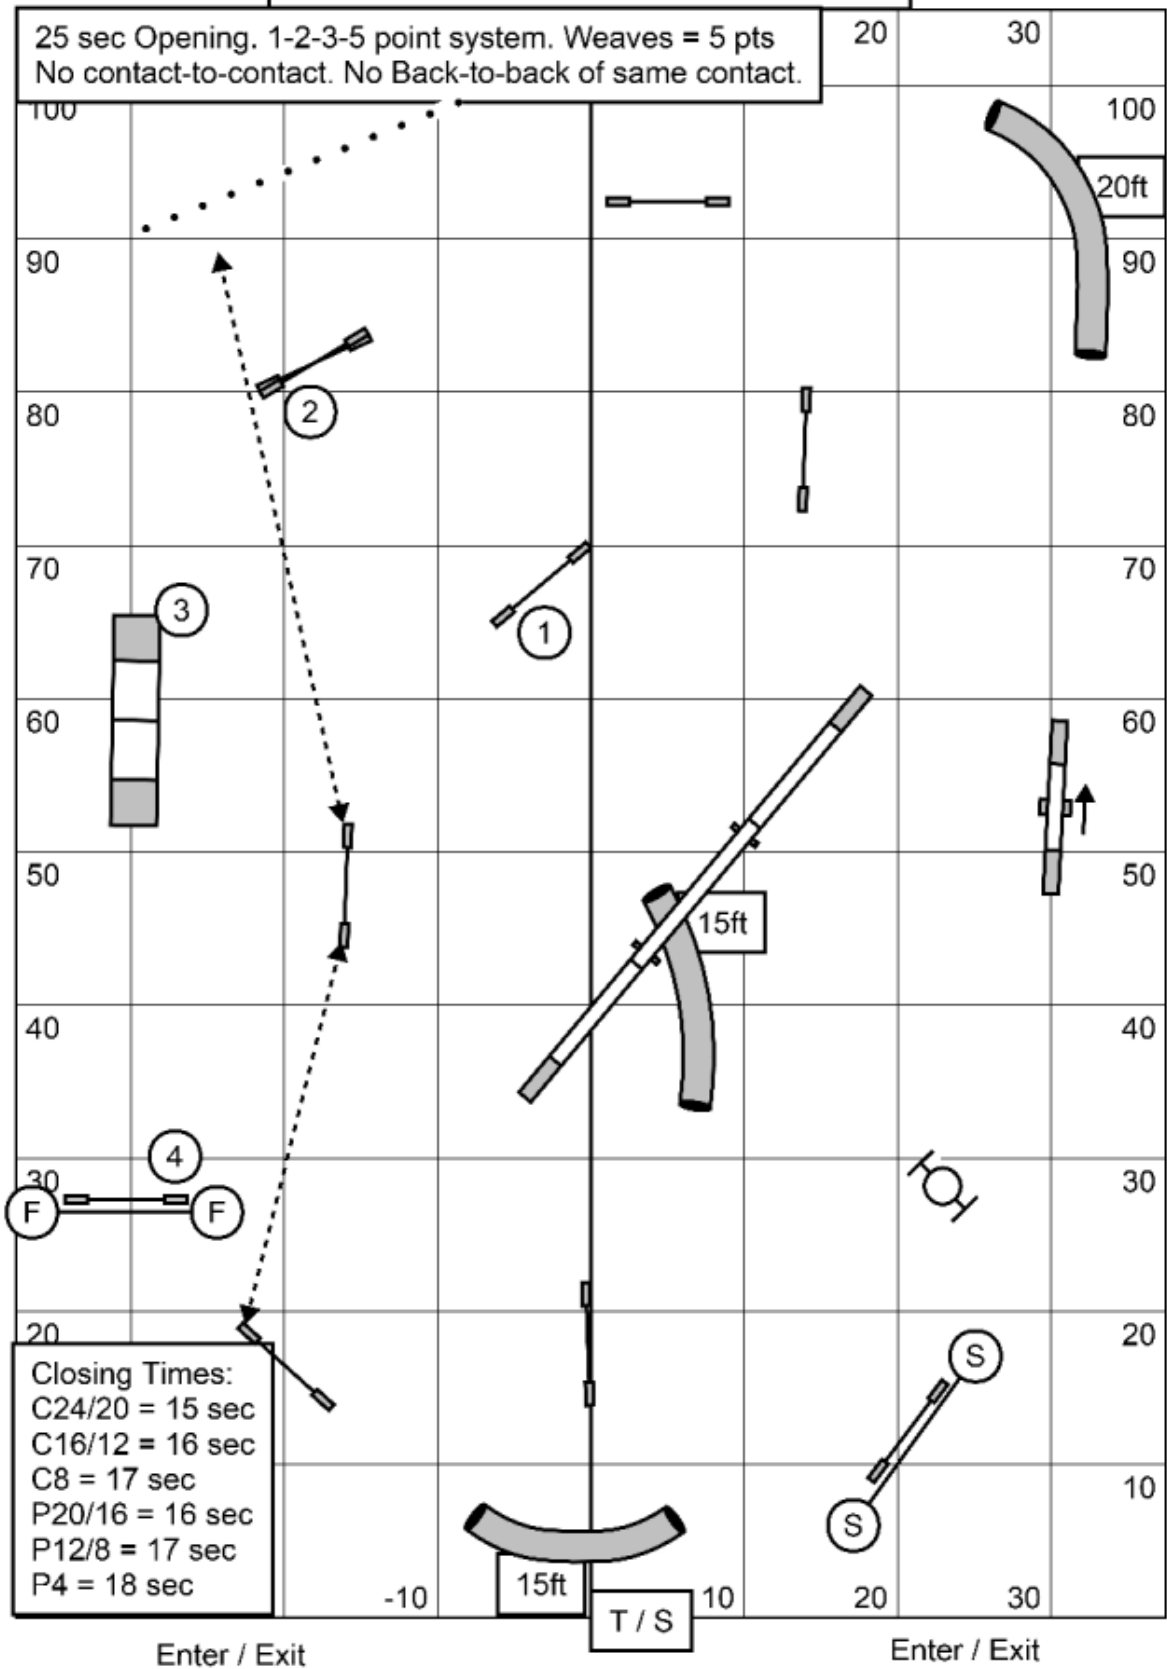 25 sec Opening. 1-2-3-5 point system. Weaves = 5 pts
No contact-to-contact. No Back-to-back of same contact.
20
30
100
100
20ft
90
90
2
80
80
70
70
3
1
60
60
50
50
15ft
40
40
4
30
30
F
F
20
20
S
Closing Times:
C24/20 = 15 sec
C16/12 = 16 sec
C8 = 17 sec
P20/16 = 16 sec
P12/8 = 17 sec
P4 = 18 sec
10
S
15ft
-10
10
20
30
T / S
Enter / Exit
Enter / Exit